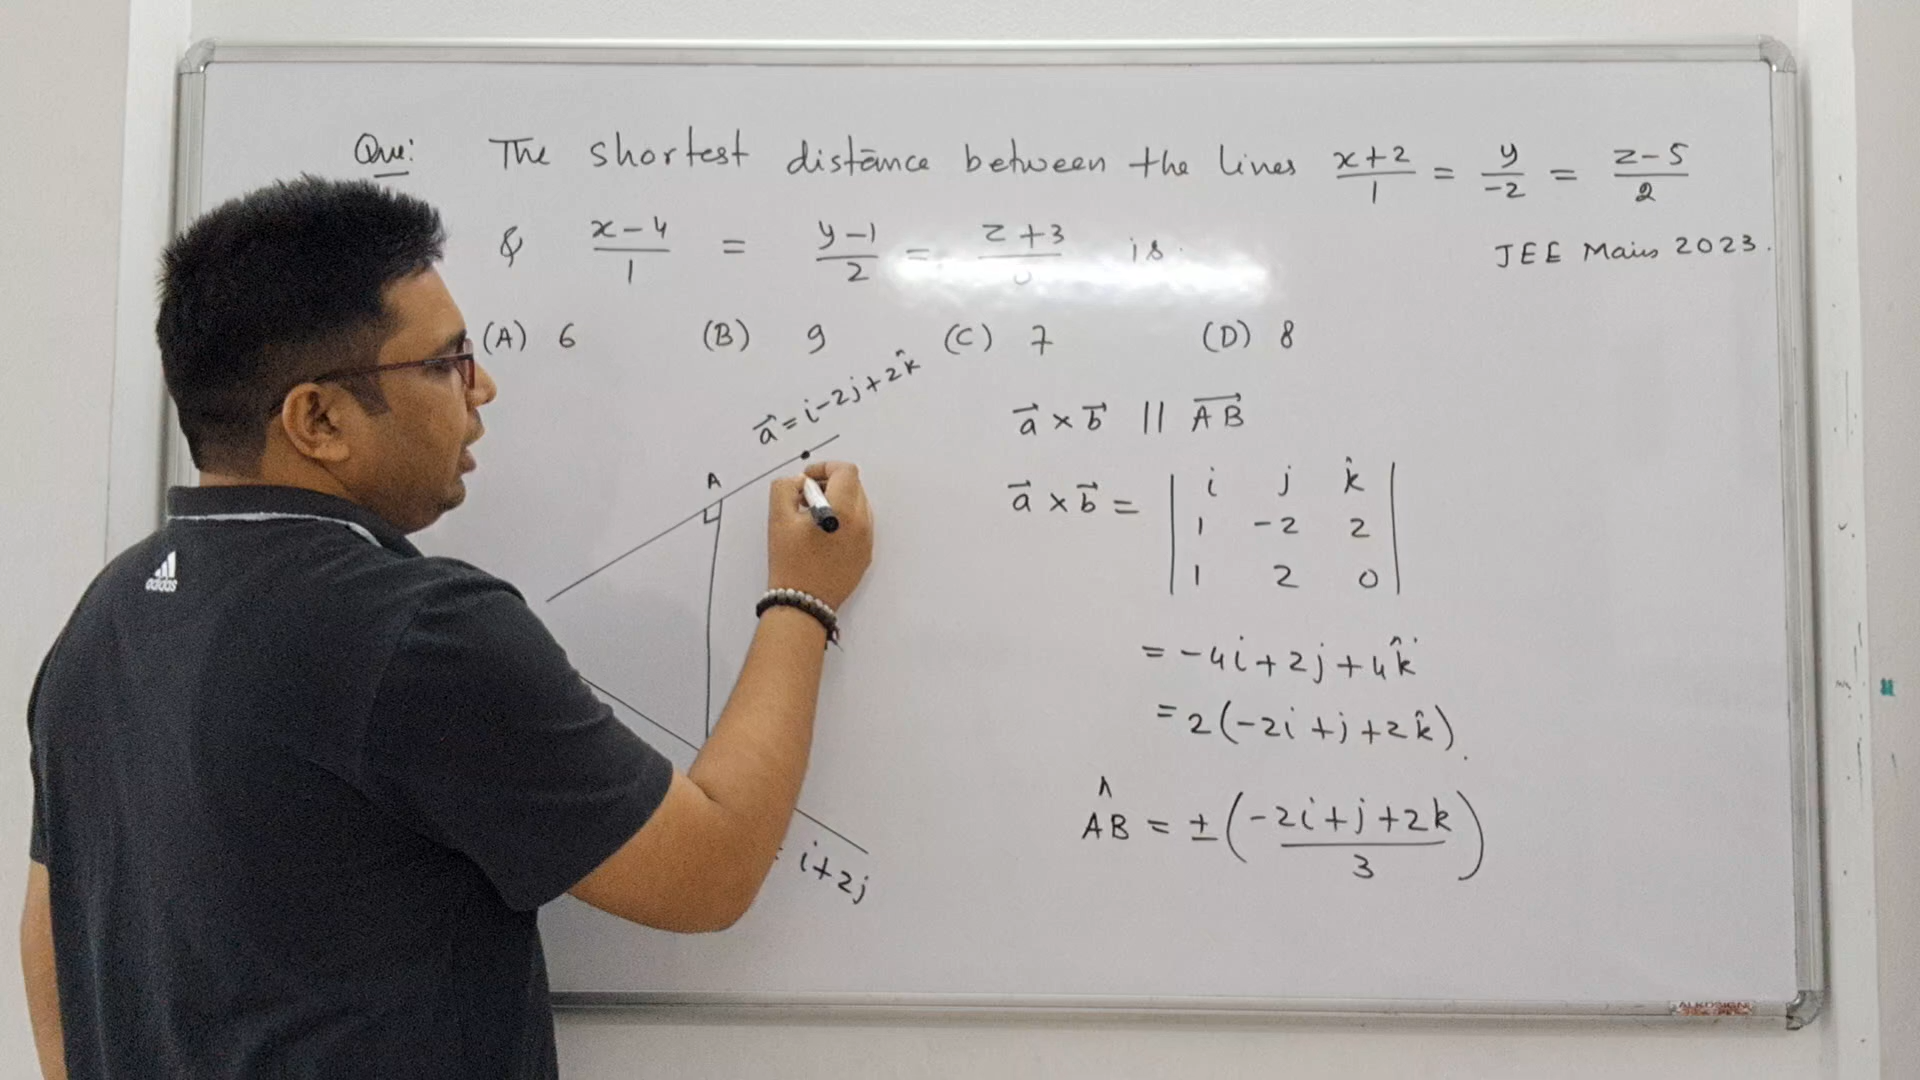 Que: The shortest distance between the lines x+2/1 = y/-2 = z-5/2
& x-4/1 = y-1/2 = z+3/0 is.
JEE Mains 2023.
(A) 6 (B) 9 (C) 7 (D) 8
a⃗ = i-2j+2k̂
A
a⃗ × b⃗ || AB⃗
a⃗ × b⃗ = | i j k̂ |
| 1 -2 2 |
| 1 2 0 |
= -4i+2j+4k̂
= 2(-2i+j+2k̂).
ÂB = ±(-2i+j+2k/3)
= i+2j
adidas